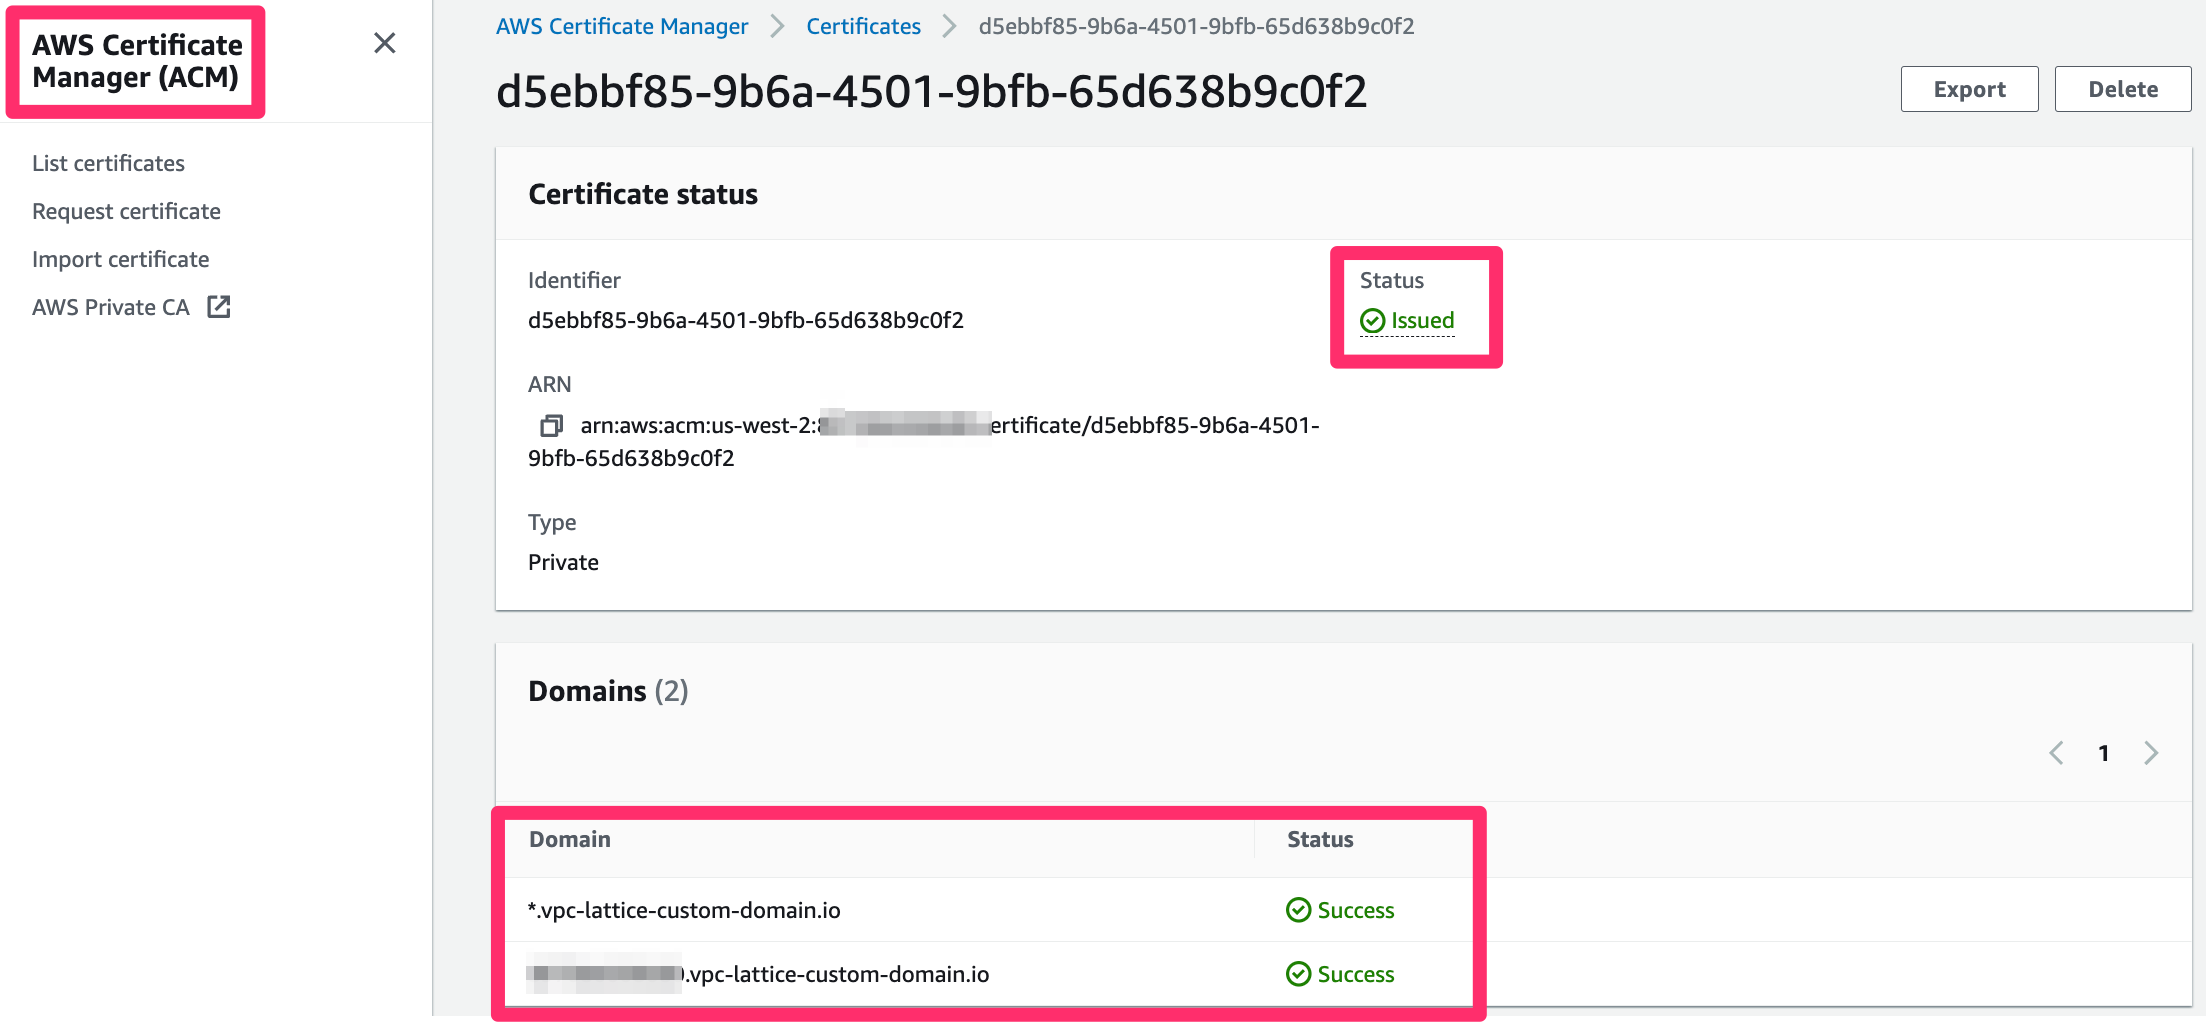 AWS Certificate
Manager (ACM)
List certificates
Request certificate
Import certificate
AWS Private CA
AWS Certificate Manager > Certificates > d5ebbf85-9b6a-4501-9bfb-65d638b9c0f2
d5ebbf85-9b6a-4501-9bfb-65d638b9c0f2
Export Delete
Certificate status
Identifier
d5ebbf85-9b6a-4501-9bfb-65d638b9c0f2
Status
Issued
ARN
arn:aws:acm:us-west-2: ertificate/d5ebbf85-9b6a-4501-
9bfb-65d638b9c0f2
Type
Private
Domains (2)
1
Domain Status
*.vpc-lattice-custom-domain.io Success
.vpc-lattice-custom-domain.io Success